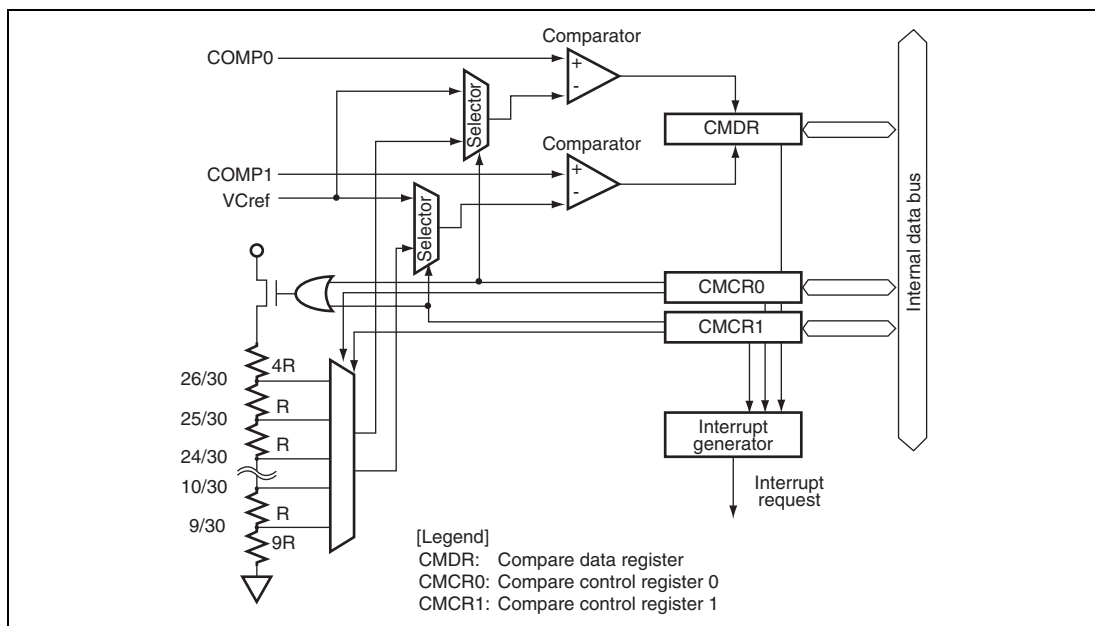 Comparator
COMP0
+
-
Selector
CMDR
Comparator
COMP1
+
-
VCref
Selector
Internal data bus
CMCR0
CMCR1
4R
26/30
R
25/30
R
24/30
10/30
R
9/30
9R
Interrupt
generator
Interrupt
request
[Legend]
CMDR: Compare data register
CMCR0: Compare control register 0
CMCR1: Compare control register 1